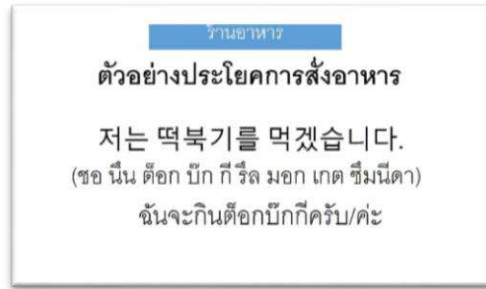 ร้านอาหาร
ตัวอย่างประโยคการสั่งอาหาร
저는 떡북기를 먹겠습니다.
(ชอ นึน ต็อก บ๊ก กี รึล มอก เกต ซึมนีดา)
ฉันจะกินต็อกบ๊กกีครับ/ค่ะ